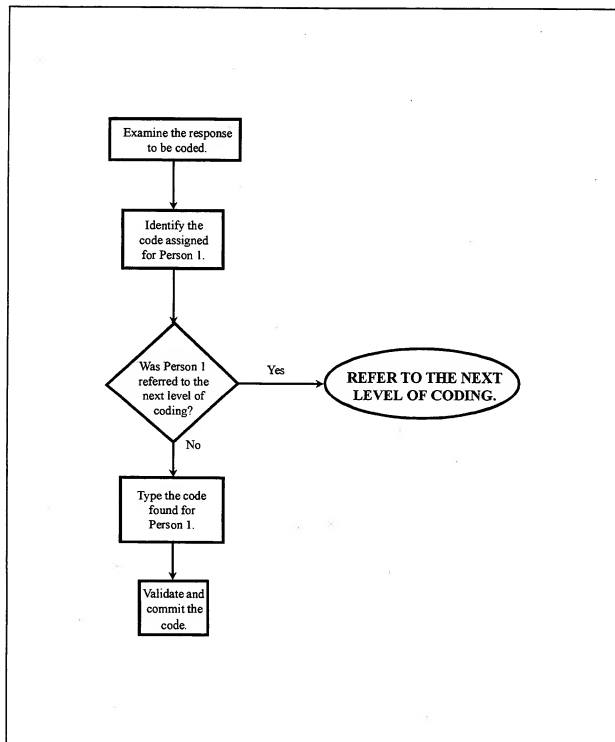 Examine the response
to be coded.
Identify the
code assigned
for Person 1.
Was Person 1
referred to the
next level of
coding?
Yes
REFER TO THE NEXT
LEVEL OF CODING.
No
Type the code
found for
Person 1.
Validate and
commit the
code.